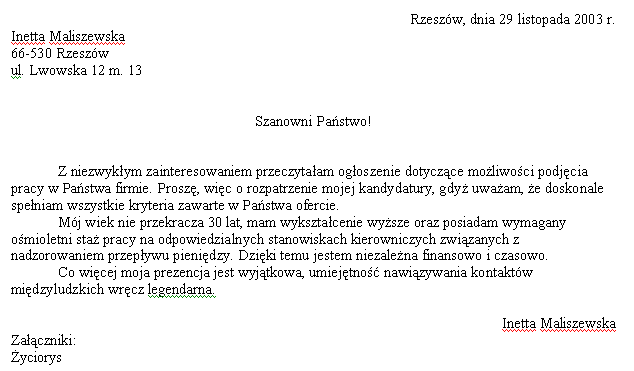 Rzeszów, dnia 29 listopada 2003 r.
Inetta Maliszewska
66-530 Rzeszów
ul. Lwowska 12 m. 13
Szanowni Państwo!
Z niezwykłym zainteresowaniem przeczytałam ogłoszenie dotyczące możliwości podjęcia
pracy w Państwa firmie. Proszę, więc o rozpatrzenie mojej kandydatury, gdyż uważam, że doskonale
spełniam wszystkie kryteria zawarte w Państwa ofercie.
Mój wiek nie przekracza 30 lat, mam wykształcenie wyższe oraz posiadam wymagany
ośmioletni staż pracy na odpowiedzialnych stanowiskach kierowniczych związanych z
nadzorowaniem przepływu pieniędzy. Dzięki temu jestem niezależna finansowo i czasowo.
Co więcej moja prezencja jest wyjątkowa, umiejętność nawiązywania kontaktów
międzyludzkich wręcz legendarna.
Inetta Maliszewska
Załączniki:
Życiorys